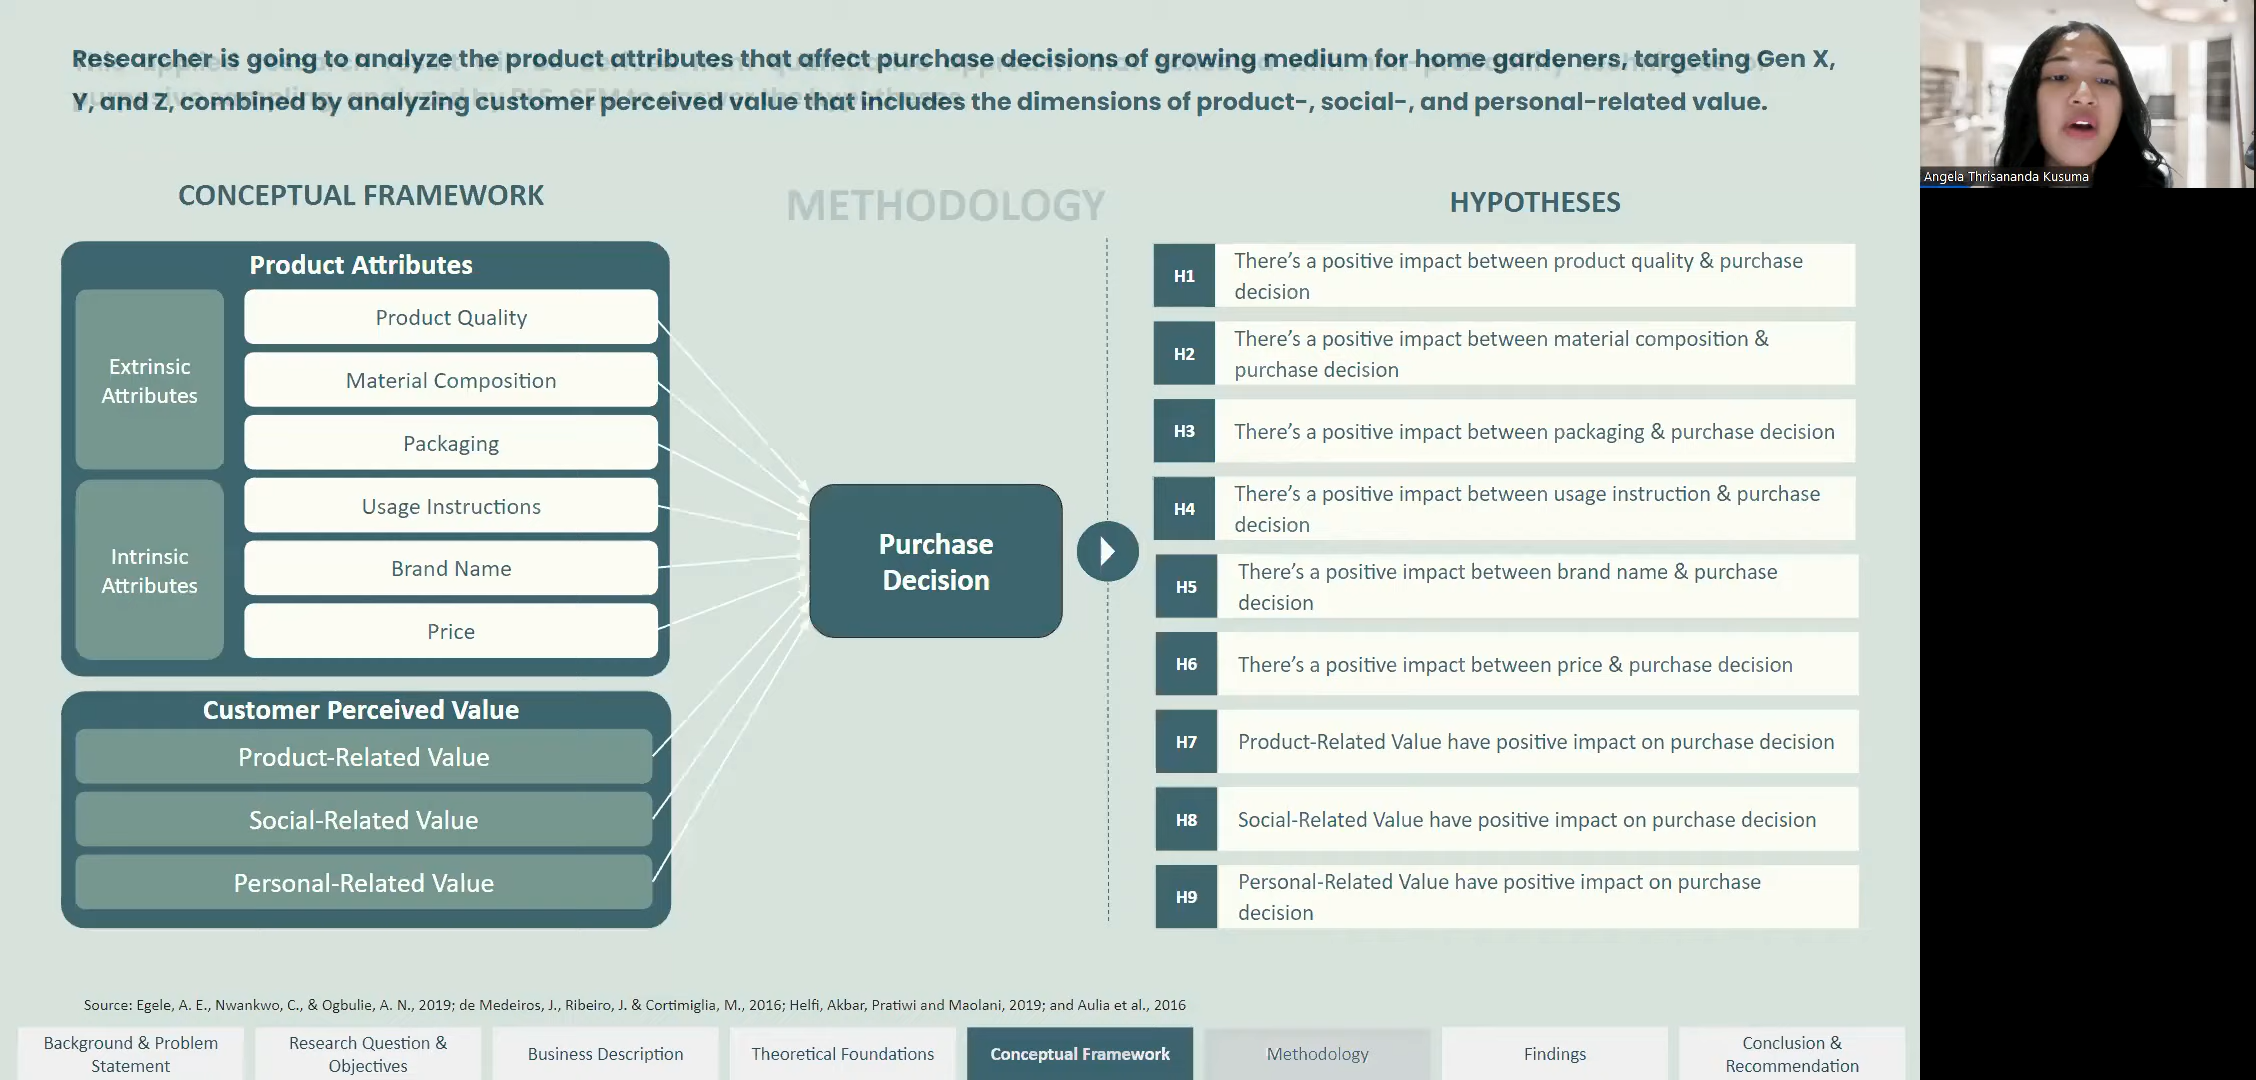 Researcher is going to analyze the product attributes that affect purchase decisions of growing medium for home gardeners, targeting Gen X,
Y, and Z, combined by analyzing customer perceived value that includes the dimensions of product-, social-, and personal-related value.
Angela Thrisananda Kusuma
CONCEPTUAL FRAMEWORK
METHODOLOGY
HYPOTHESES
Product Attributes
Extrinsic
Attributes
Product Quality
Material Composition
Packaging
Intrinsic
Attributes
Usage Instructions
Brand Name
Price
Customer Perceived Value
Product-Related Value
Social-Related Value
Personal-Related Value
Purchase
Decision
H1
There's a positive impact between product quality & purchase
decision
H2
There's a positive impact between material composition &
purchase decision
H3
There's a positive impact between packaging & purchase decision
H4
There's a positive impact between usage instruction & purchase
decision
H5
There's a positive impact between brand name & purchase
decision
H6
There's a positive impact between price & purchase decision
H7
Product-Related Value have positive impact on purchase decision
H8
Social-Related Value have positive impact on purchase decision
H9
Personal-Related Value have positive impact on purchase
decision
Source: Egele, A. E., Nwankwo, C., & Ogbulie, A. N., 2019; de Medeiros, J., Ribeiro, J. & Cortimiglia, M., 2016; Helfi, Akbar, Pratiwi and Maolani, 2019; and Aulia et al., 2016
Background & Problem
Statement
Research Question &
Objectives
Business Description
Theoretical Foundations
Conceptual Framework
Methodology
Findings
Conclusion &
Recommendation